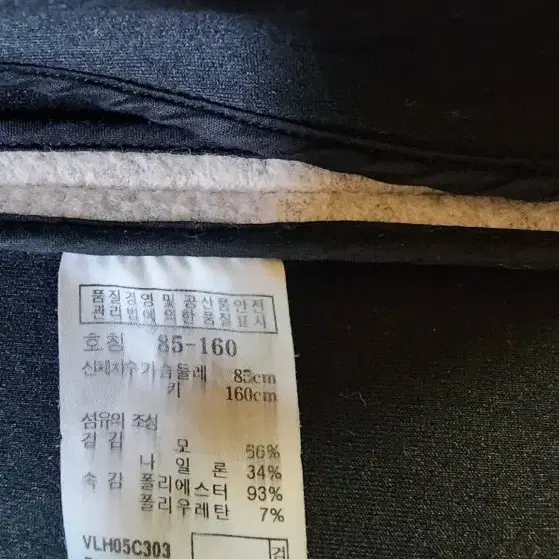 품질경영 및 공산품안전
관리법에 의한 품질표시
호칭 85-160
신체치수 가슴둘레 85cm
키 160cm
섬유의 조성
겉감 모 66%
나일론 34%
속감 폴리에스터 93%
폴리우레탄 7%
VLH05C303
검